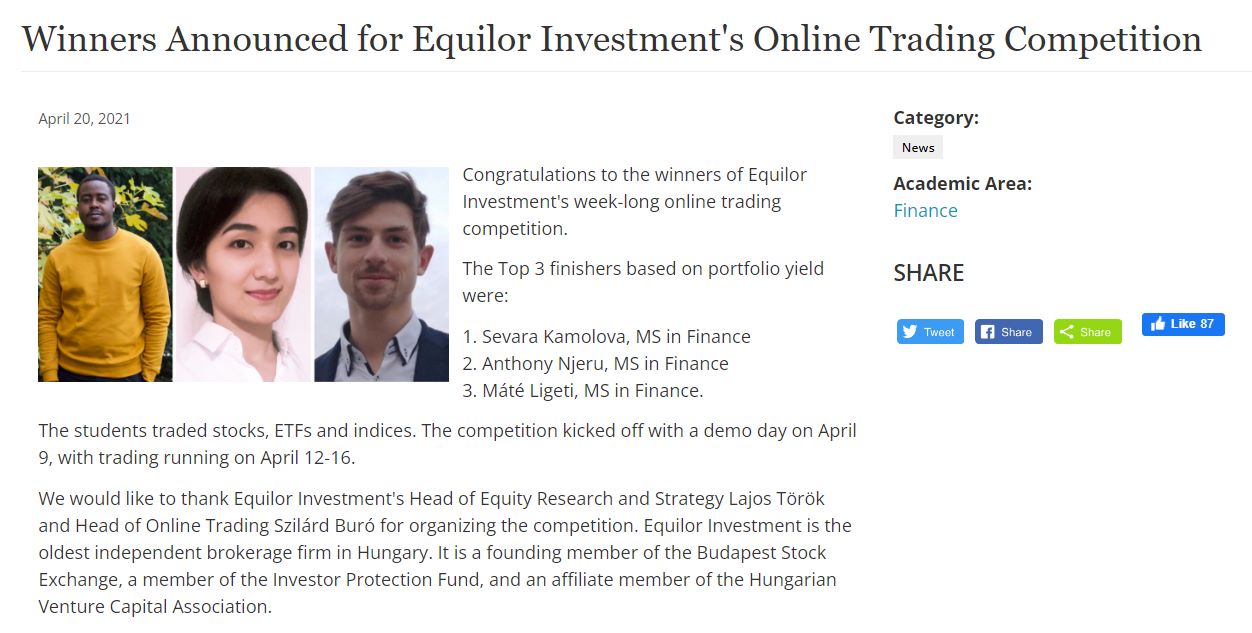 Winners Announced for Equilor Investment's Online Trading Competition
April 20, 2021
Congratulations to the winners of Equilor
Investment's week-long online trading
competition.
The Top 3 finishers based on portfolio yield
were:
1. Sevara Kamolova, MS in Finance
2. Anthony Njeru, MS in Finance
3. Máté Ligeti, MS in Finance.
The students traded stocks, ETFs and indices. The competition kicked off with a demo day on April
9, with trading running on April 12-16.
We would like to thank Equilor Investment's Head of Equity Research and Strategy Lajos Török
and Head of Online Trading Szilárd Buró for organizing the competition. Equilor Investment is the
oldest independent brokerage firm in Hungary. It is a founding member of the Budapest Stock
Exchange, a member of the Investor Protection Fund, and an affiliate member of the Hungarian
Venture Capital Association.
Category:
News
Academic Area:
Finance
SHARE
Tweet
Share
Share
Like 87